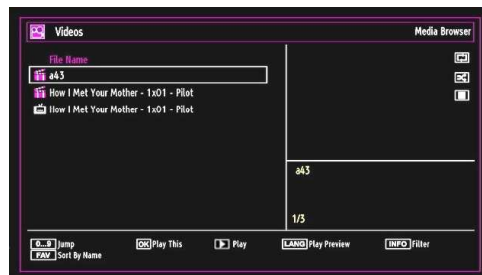 Videos
Media Browser
File Name
a43
How I Met Your Mother - 1x01 - Pilot
How I Met Your Mother - 1x01 - Pilot
a43
1/3
0...9 Jump
OK Play This
Play
LANG Play Preview
INFO Filter
FAV Sort By Name